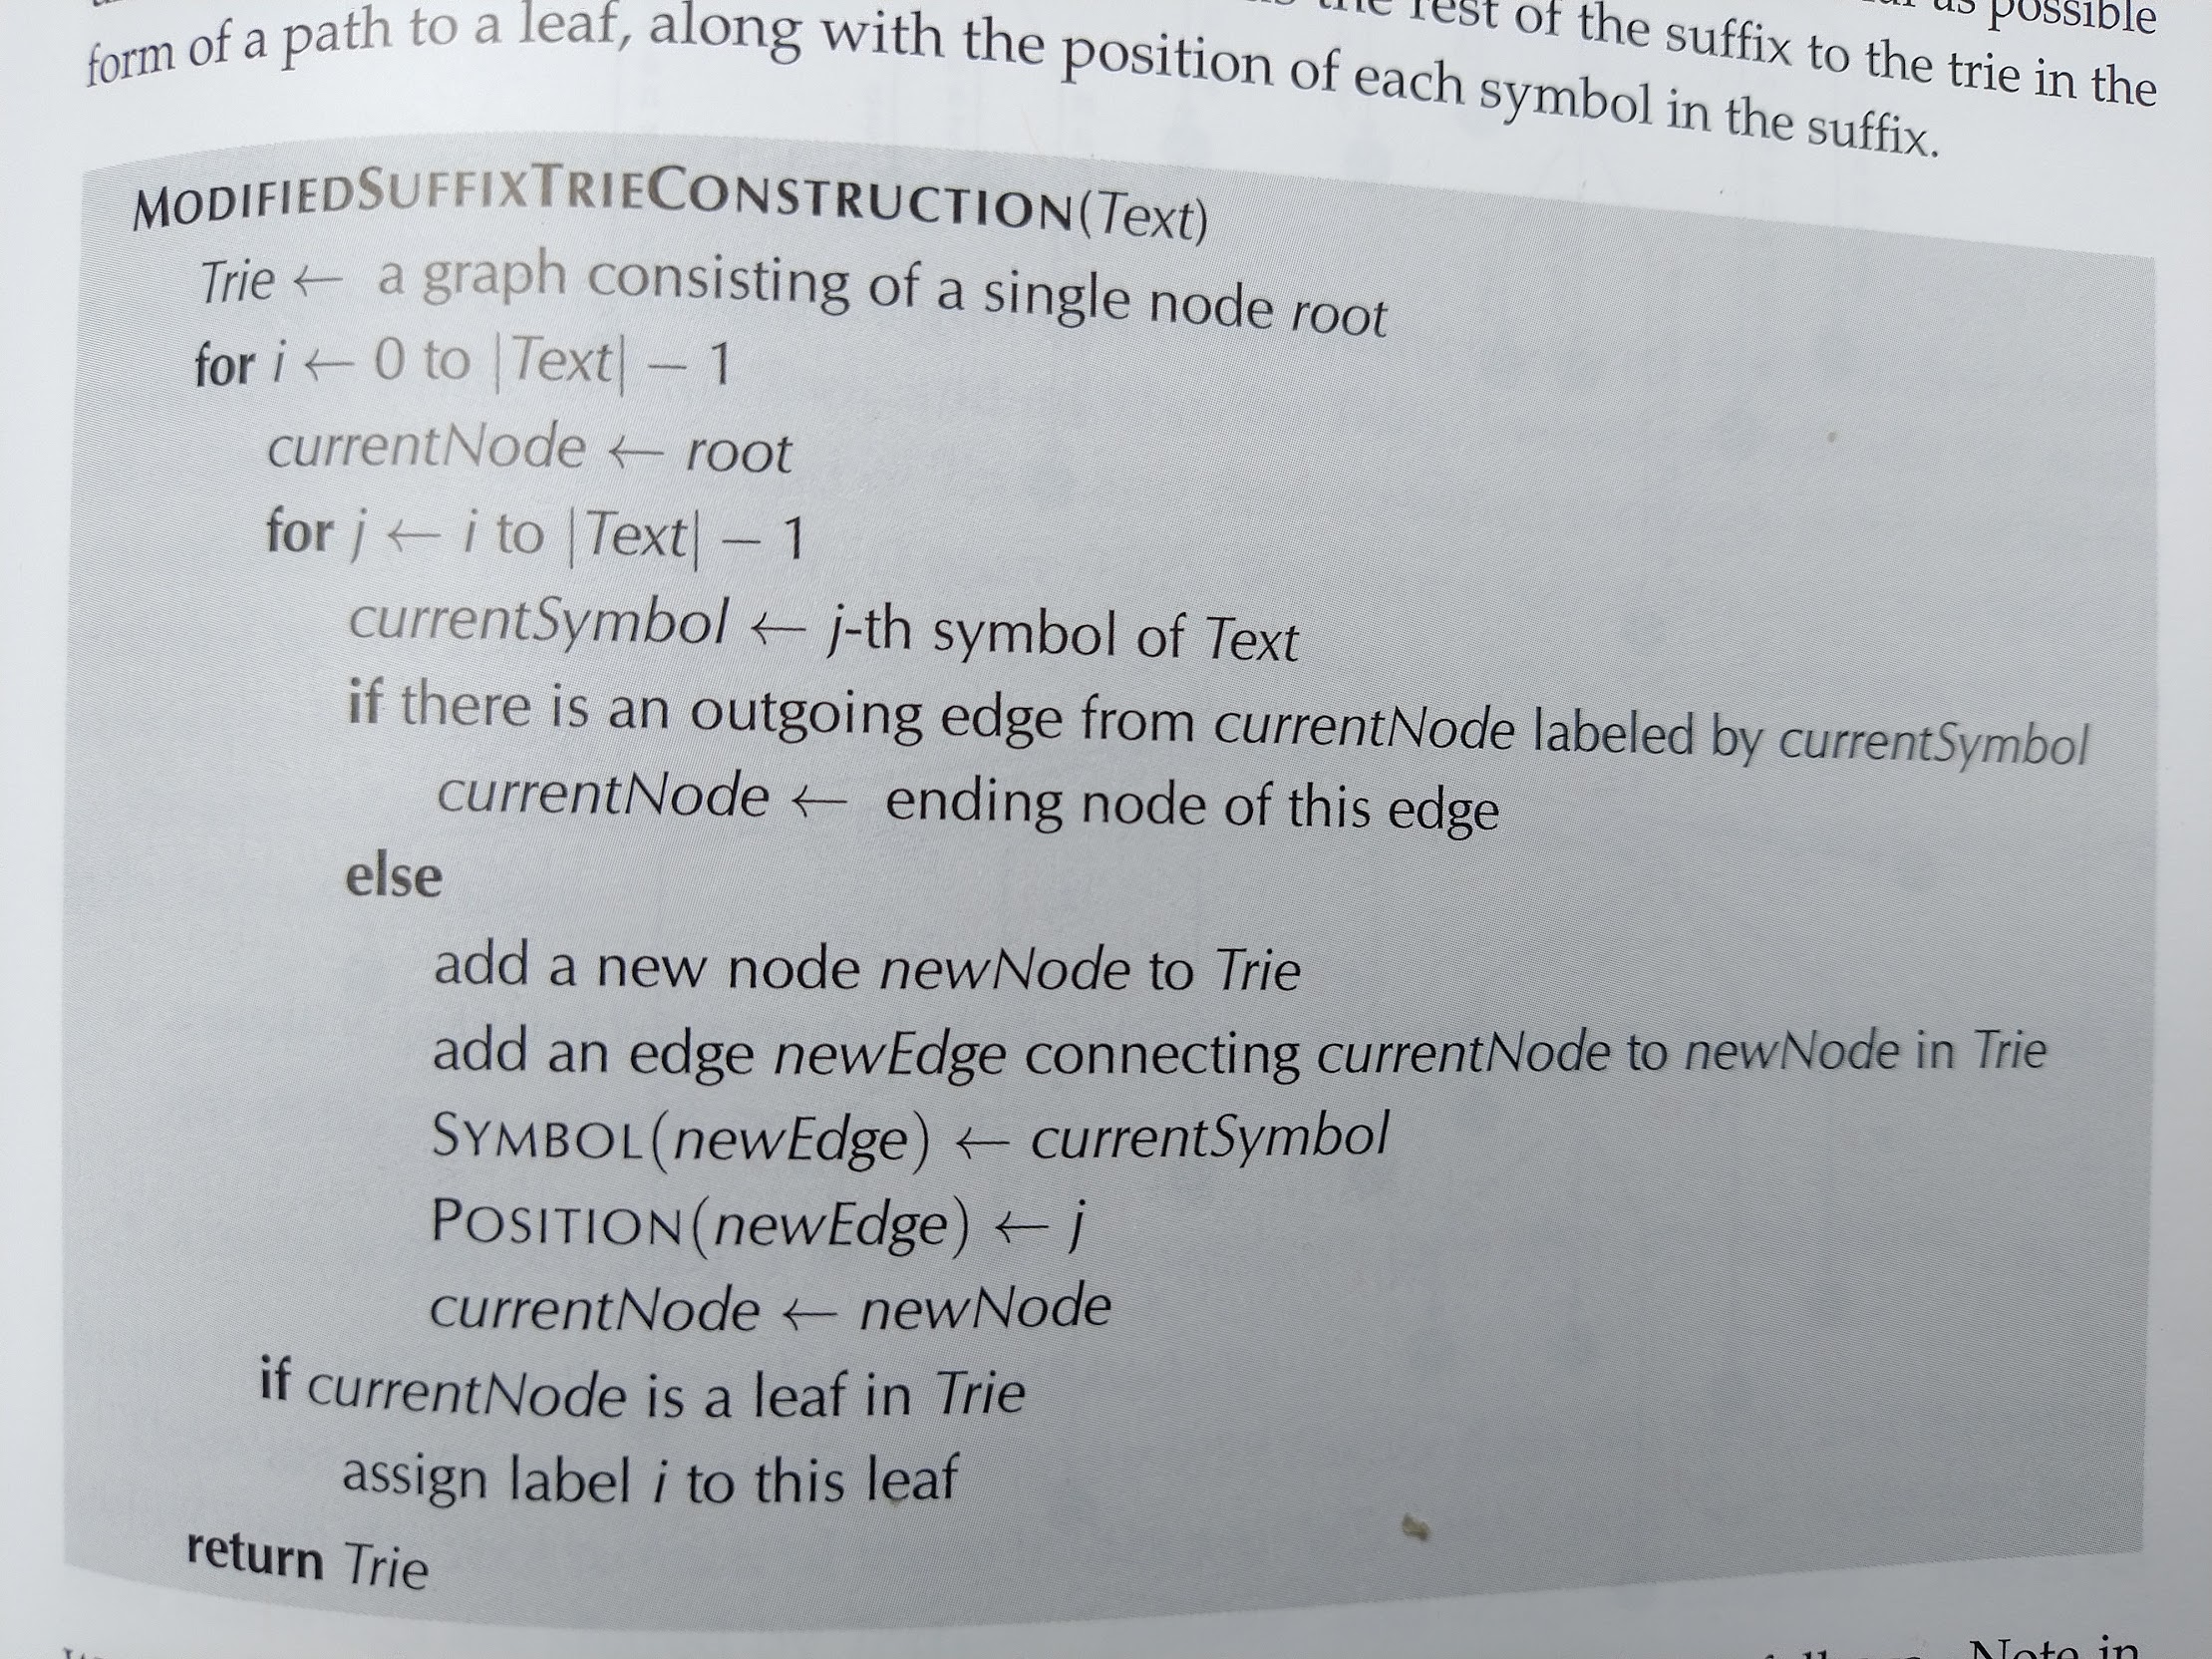 as possible
the rest of the suffix to the trie in the
form of a path to a leaf, along with the position of each symbol in the suffix.
MODIFIEDSUFFIXTRIECONSTRUCTION(Text)
Trie ← a graph consisting of a single node root
for i ← 0 to |Text| − 1
currentNode ← root
for j ← i to |Text| − 1
currentSymbol ← j-th symbol of Text
if there is an outgoing edge from currentNode labeled by currentSymbol
currentNode ← ending node of this edge
else
add a new node newNode to Trie
add an edge newEdge connecting currentNode to newNode in Trie
SYMBOL(newEdge) ← currentSymbol
POSITION(newEdge) ← j
currentNode ← newNode
if currentNode is a leaf in Trie
assign label i to this leaf
return Trie
Note in